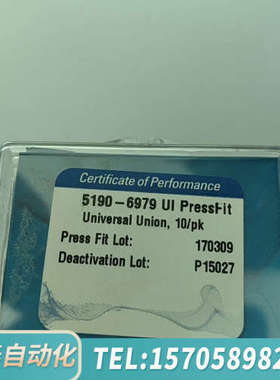 Certificate of Performance
5190-6979 UI PressFit
Universal Union, 10/pk
Press Fit Lot: 170309
Deactivation Lot: P15027
自动化 TEL:1570589982